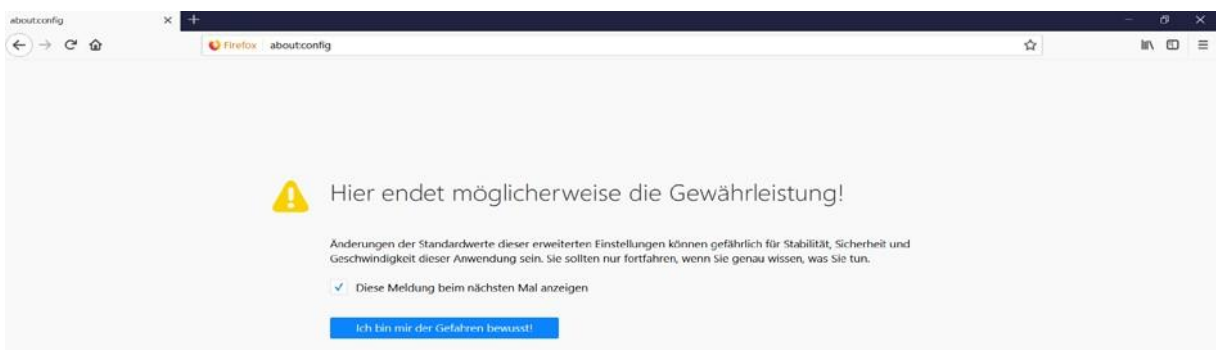 about:config
Firefox about:config
Hier endet möglicherweise die Gewährleistung!
Änderungen der Standardwerte dieser erweiterten Einstellungen können gefährlich für Stabilität, Sicherheit und
Geschwindigkeit dieser Anwendung sein. Sie sollten nur fortfahren, wenn Sie genau wissen, was Sie tun.
Diese Meldung beim nächsten Mal anzeigen
Ich bin mir der Gefahren bewusst!